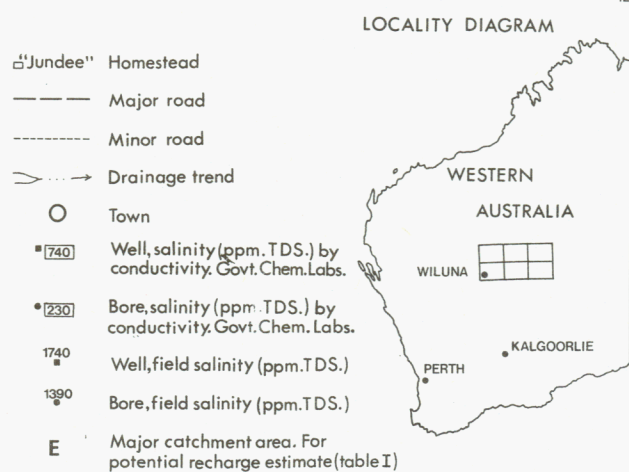 LOCALITY DIAGRAM
"Jundee" Homestead
Major road
Minor road
Drainage trend
Town
740 Well, salinity (ppm. TDS.) by
conductivity. Govt. Chem. Labs.
230 Bore, salinity (ppm. TDS.) by
conductivity. Govt. Chem. Labs.
1740
Well, field salinity (ppm. TDS.)
1390
Bore, field salinity (ppm. TDS.)
E Major catchment area. For
potential recharge estimate (table I)
WESTERN
AUSTRALIA
WILUNA
KALGOORLIE
PERTH